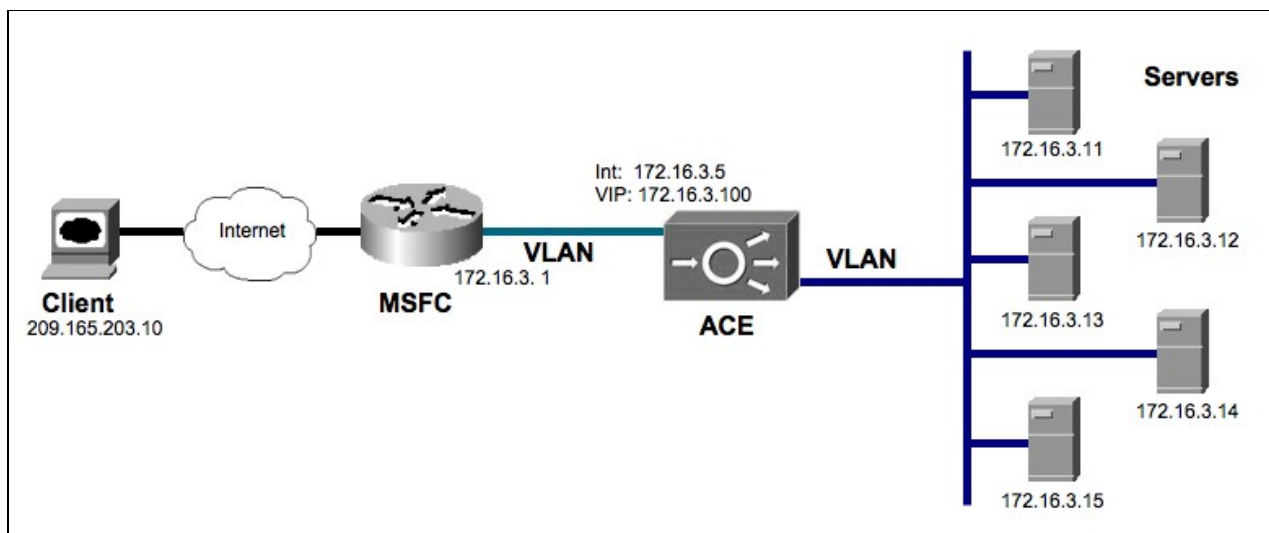 Client
209.165.203.10
Internet
MSFC
172.16.3. 1
VLAN
Int: 172.16.3.5
VIP: 172.16.3.100
ACE
VLAN
Servers
172.16.3.11
172.16.3.12
172.16.3.13
172.16.3.14
172.16.3.15